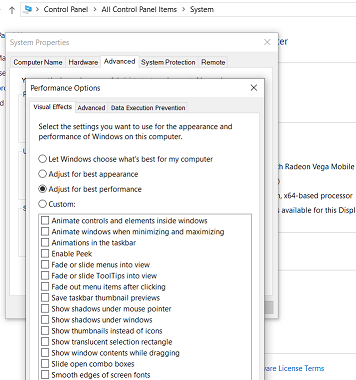 Control Panel > All Control Panel Items > System
System Properties
Computer Name Hardware Advanced System Protection Remote
Performance Options
Visual Effects Advanced Data Execution Prevention
Select the settings you want to use for the appearance and
performance of Windows on this computer.
Let Windows choose what's best for my computer
Adjust for best appearance
Adjust for best performance
Custom:
Animate controls and elements inside windows
Animate windows when minimizing and maximizing
Animations in the taskbar
Enable Peek
Fade or slide menus into view
Fade or slide ToolTips into view
Fade out menu items after clicking
Save taskbar thumbnail previews
Show shadows under mouse pointer
Show shadows under windows
Show thumbnails instead of icons
Show translucent selection rectangle
Show window contents while dragging
Slide open combo boxes
Smooth edges of screen fonts
Radeon Vega Mobile
x64-based processor
is available for this Disp
License Terms